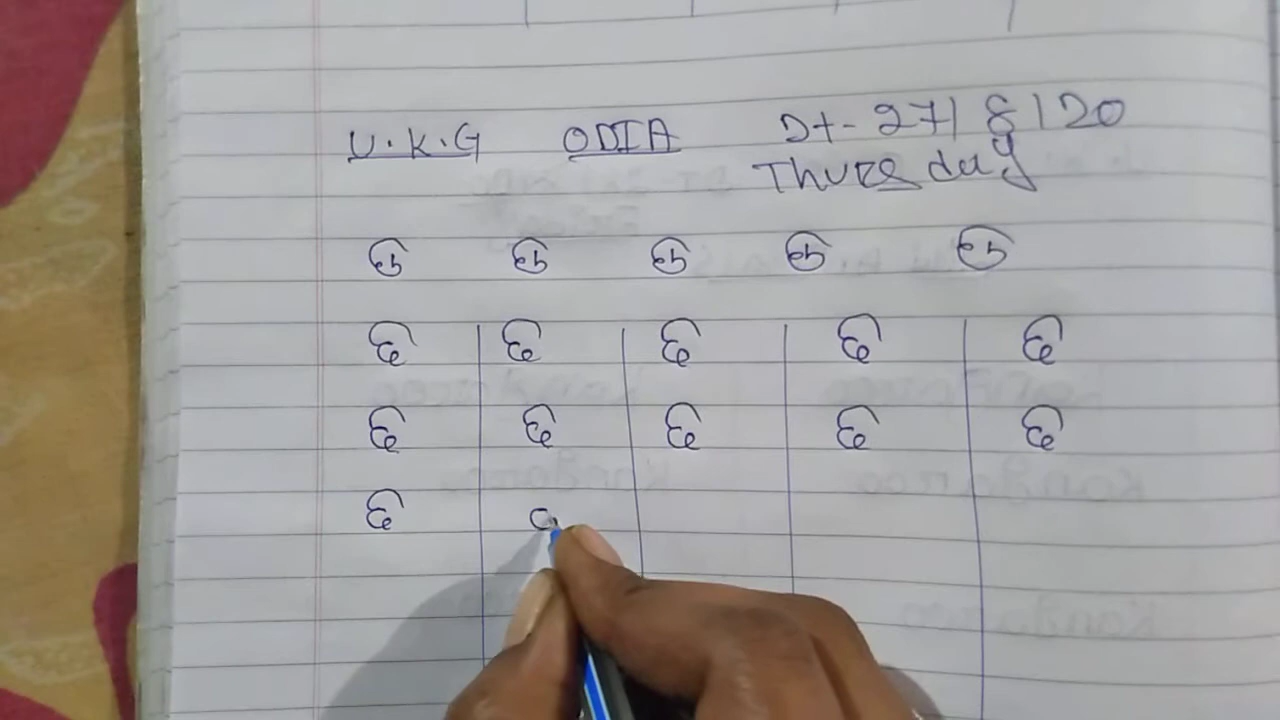 U.K.G ODIA Dt- 27/8/20
Thursday
ଛ ଛ ଛ ଛ ଛ
ଜ ଜ ଜ ଜ ଜ
ଜ ଜ ଜ ଜ ଜ
ଜ